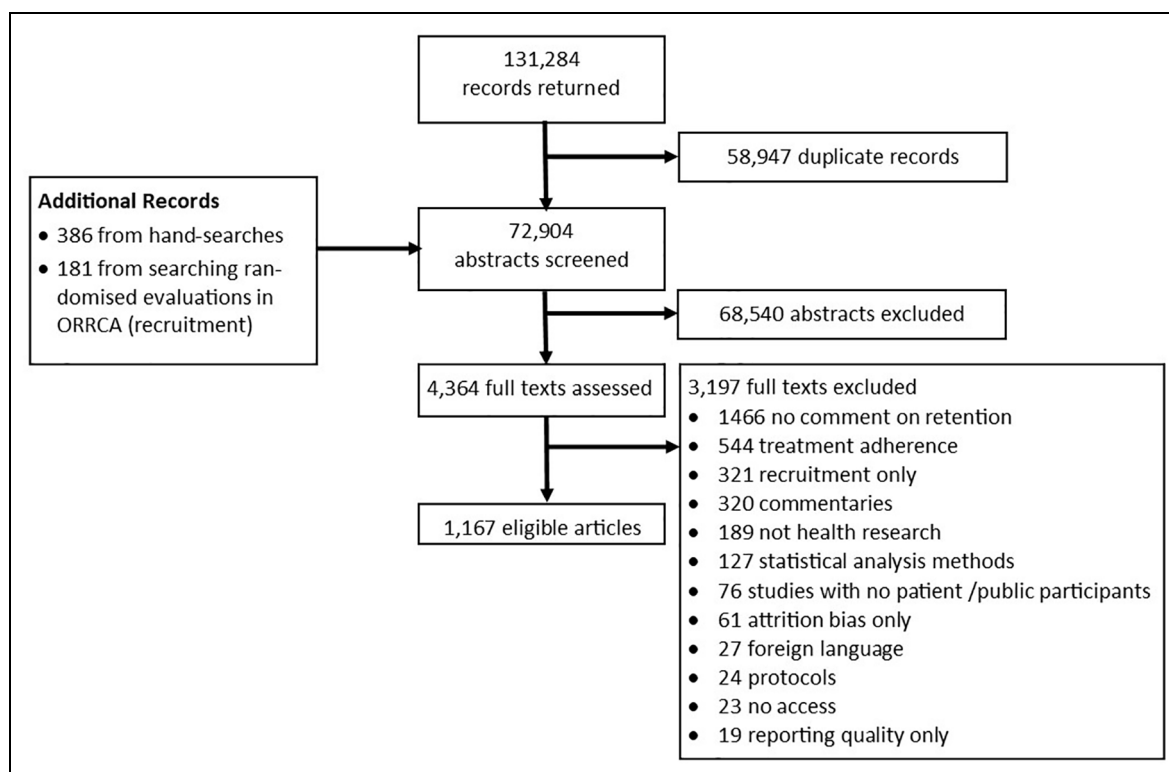 131,284
records returned
58,947 duplicate records
Additional Records
• 386 from hand-searches
• 181 from searching ran-
domised evaluations in
ORRCA (recruitment)
72,904
abstracts screened
68,540 abstracts excluded
4,364 full texts assessed
3,197 full texts excluded
• 1466 no comment on retention
• 544 treatment adherence
• 321 recruitment only
• 320 commentaries
• 189 not health research
• 127 statistical analysis methods
• 76 studies with no patient /public participants
• 61 attrition bias only
• 27 foreign language
• 24 protocols
• 23 no access
• 19 reporting quality only
1,167 eligible articles